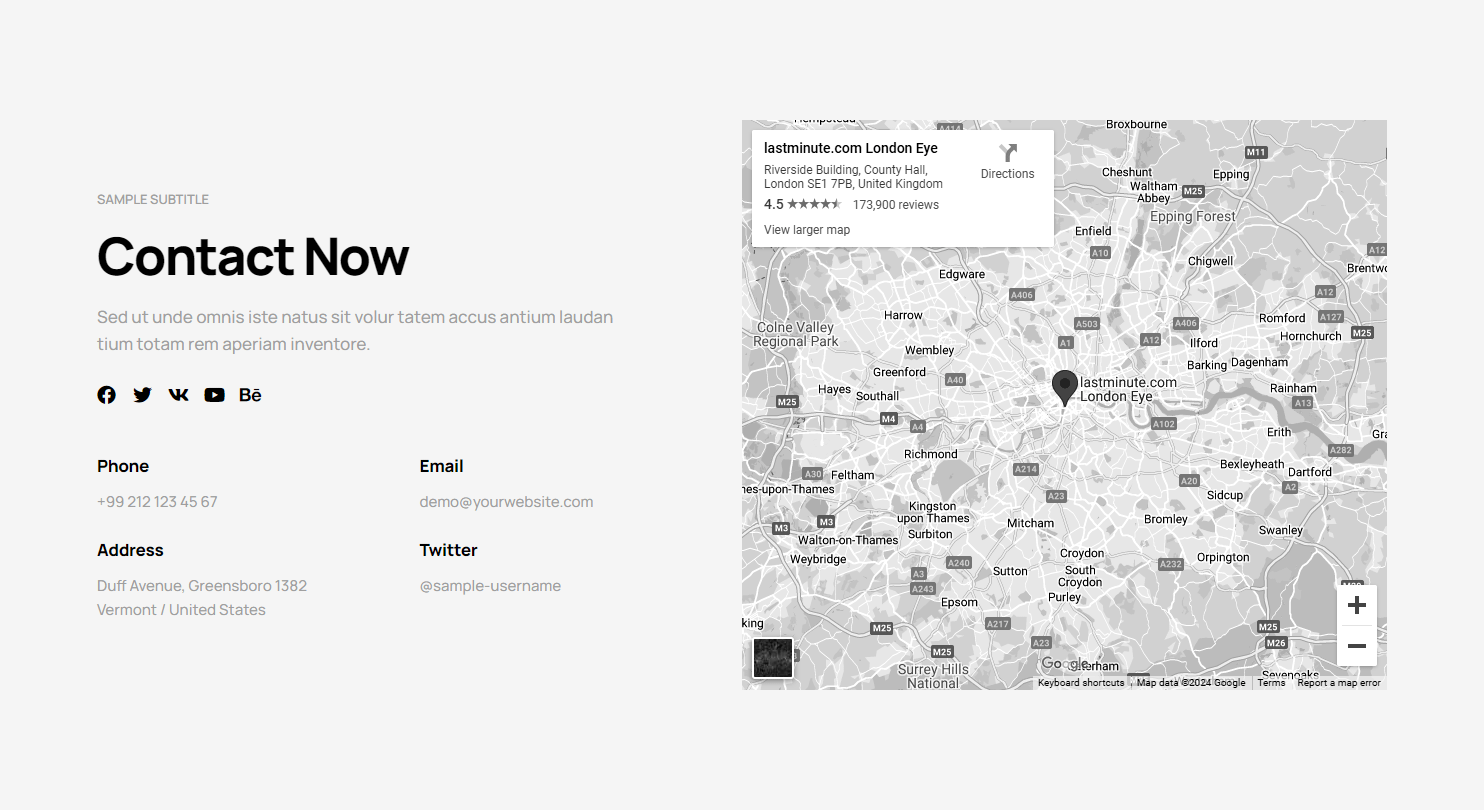 SAMPLE SUBTITLE
Contact Now
Sed ut unde omnis iste natus sit volur tatem accus antium laudan
tium totam rem aperiam inventore.
Bē
Phone
+99 212 123 45 67
Email
demo@yourwebsite.com
Address
Duff Avenue, Greensboro 1382
Vermont / United States
Twitter
@sample-username
lastminute.com London Eye
Riverside Building, County Hall,
London SE1 7PB, United Kingdom
4.5
173,900 reviews
View larger map
Directions
Hempstead
A414
Broxbourne
M11
Cheshunt
Epping
Waltham
Abbey
M25
Epping Forest
Enfield
A10
A12
Chigwell
Brentwo
Edgware
A406
A12
Harrow
A503
A406
Romford
A127
Colne Valley
Regional Park
Hornchurch
M25
A1
A12
Ilford
Wembley
Barking
Dagenham
Greenford
A40
lastminute.com
London Eye
Rainham
Hayes
Southall
M25
A13
M4
A4
A102
Erith
Gra
A282
Richmond
A214
Bexleyheath
Dartford
A30
Feltham
A20
A2
nes-upon-Thames
A23
Sidcup
Kingston
upon Thames
M3
M3
Mitcham
Bromley
Swanley
Surbiton
Walton-on-Thames
Weybridge
Croydon
Orpington
A240
A232
A3
Sutton
South
Croydon
A243
Epsom
Purley
king
A217
M25
M25
A23
M26
M25
Surrey Hills
National
Google
terham
Sevenoaks
Keyboard shortcuts
Map data ©2024 Google
Terms
Report a map error